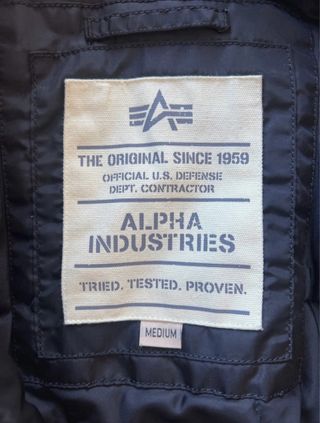 THE ORIGINAL SINCE 1959
OFFICIAL U.S. DEFENSE
DEPT. CONTRACTOR
ALPHA
INDUSTRIES
TRIED. TESTED. PROVEN.
MEDIUM